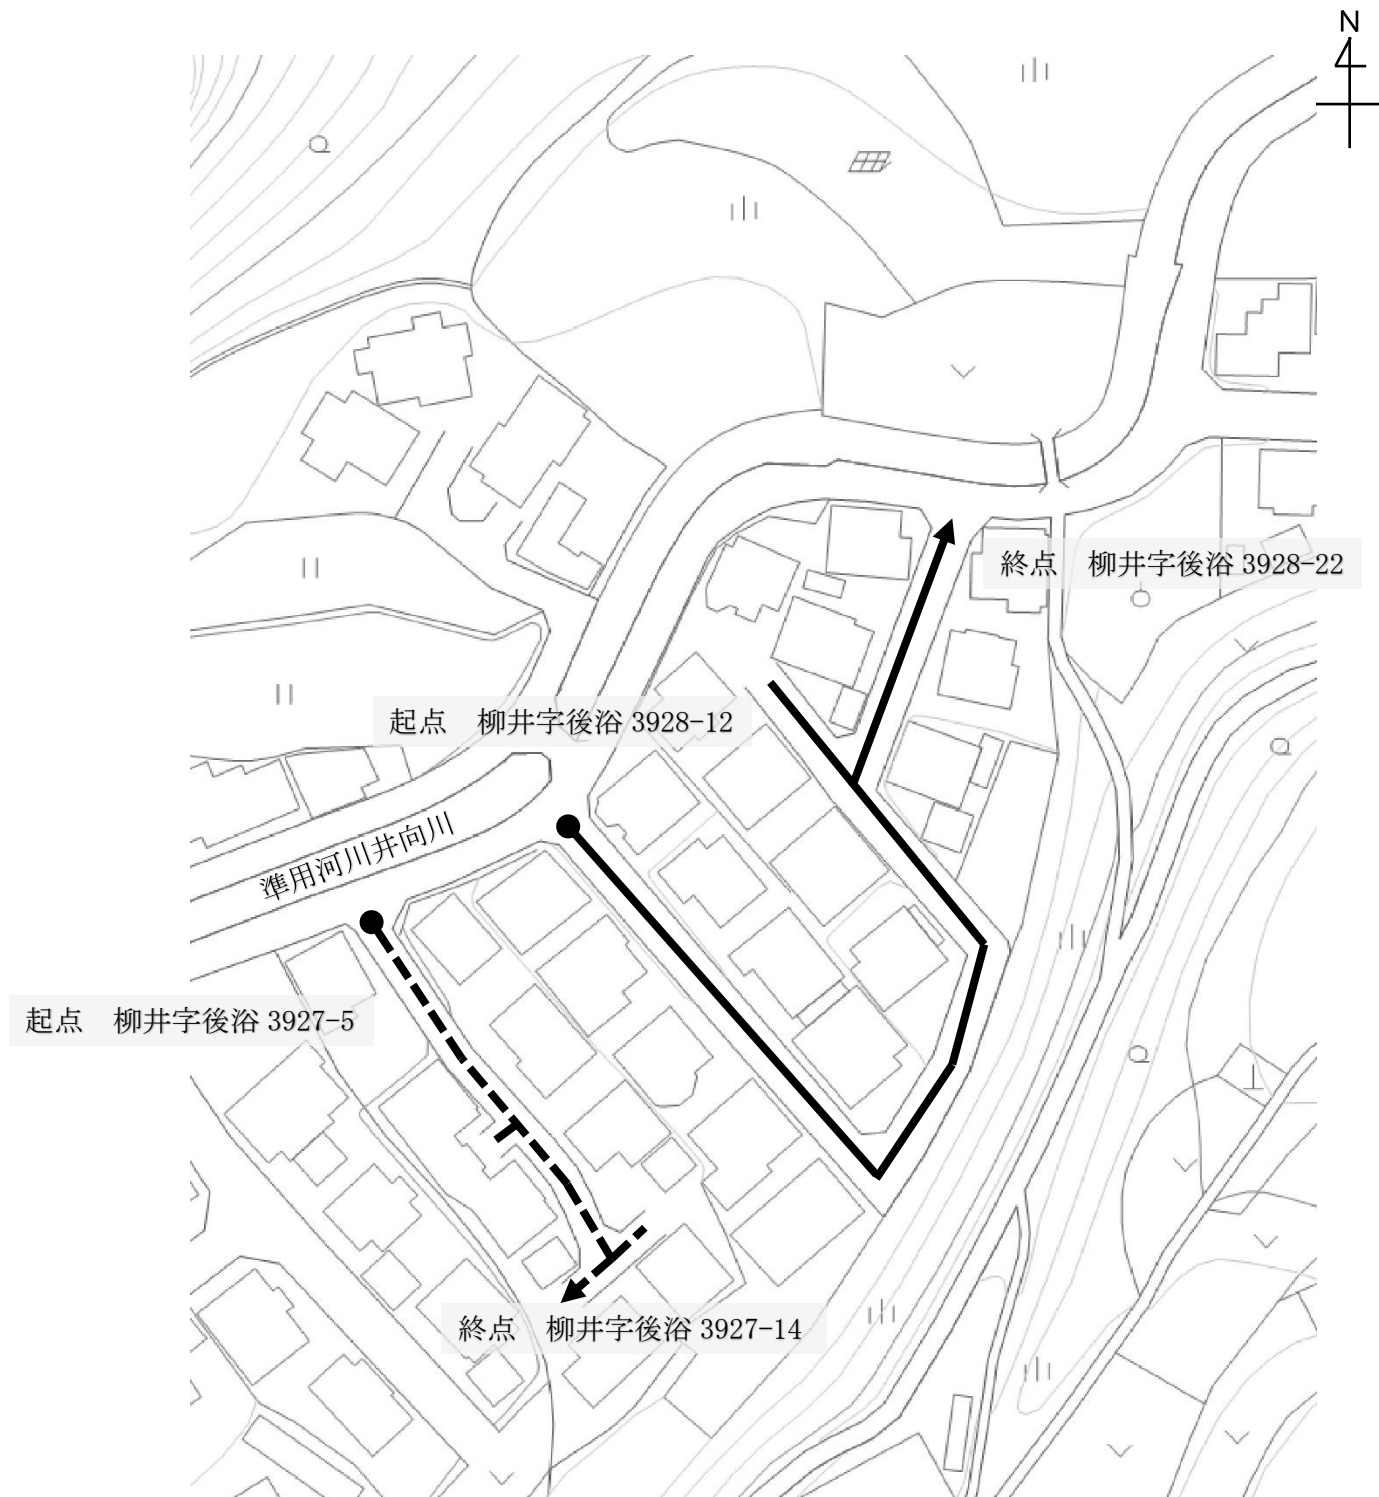 N
終点　柳井字後浴 3928-22
起点　柳井字後浴 3928-12
準用河川井向川
起点　柳井字後浴 3927-5
終点　柳井字後浴 3927-14